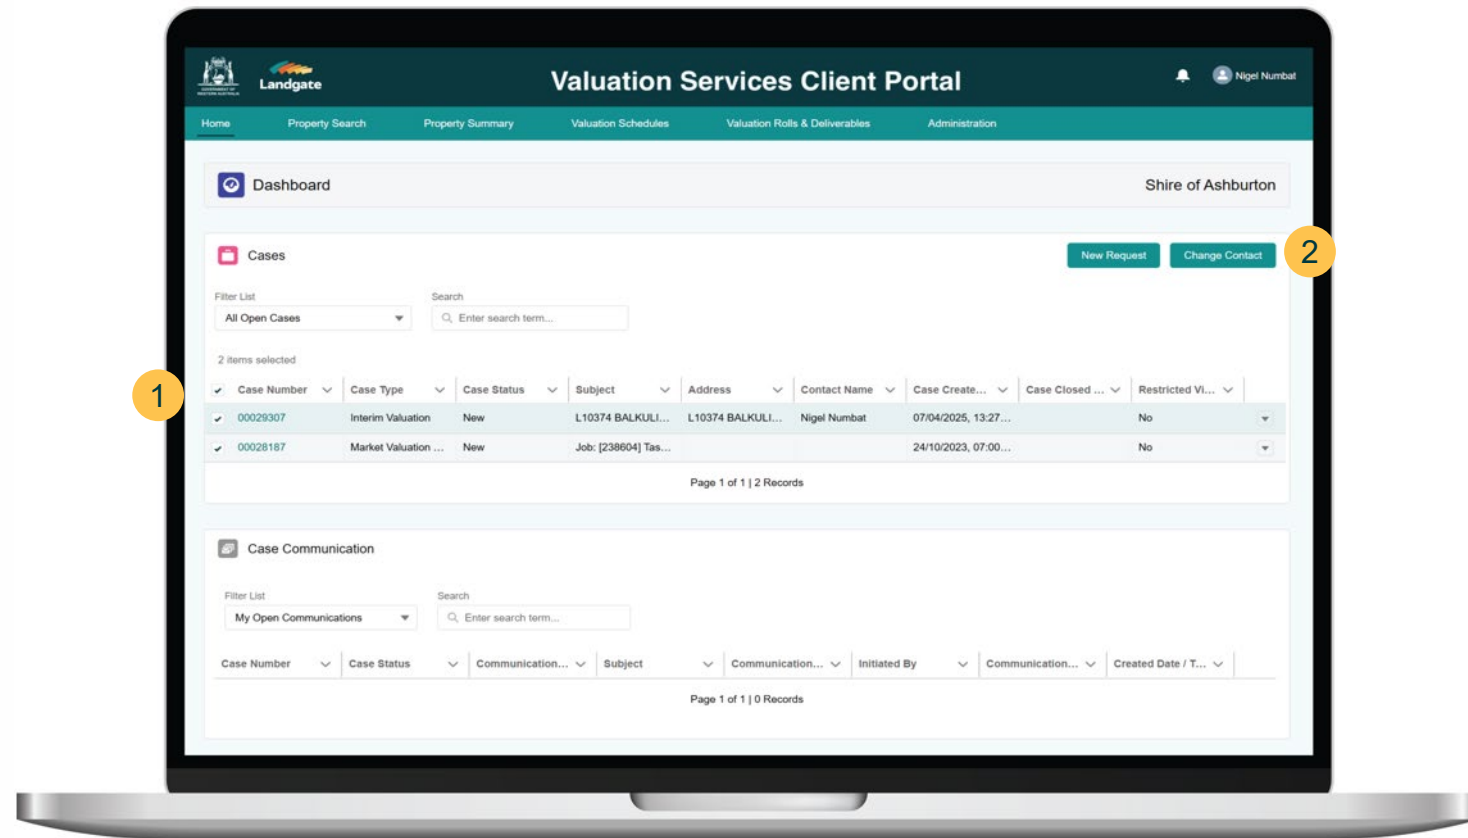 GOVERNMENT OF
WESTERN AUSTRALIA
Landgate
Valuation Services Client Portal
Nigel Numbat
Home Property Search Property Summary Valuation Schedules Valuation Rolls & Deliverables Administration
Dashboard Shire of Ashburton
Cases New Request Change Contact 2
Filter List Search
All Open Cases Enter search term...
2 items selected
1 Case Number Case Type Case Status Subject Address Contact Name Case Create... Case Closed ... Restricted Vi...
00029307 Interim Valuation New L10374 BALKULI... L10374 BALKULI... Nigel Numbat 07/04/2025, 13:27... No
00028187 Market Valuation ... New Job: [238604] Tas... 24/10/2023, 07:00... No
Page 1 of 1 | 2 Records
Case Communication
Filter List Search
My Open Communications Enter search term...
Case Number Case Status Communication... Subject Communication... Initiated By Communication... Created Date / T...
Page 1 of 1 | 0 Records